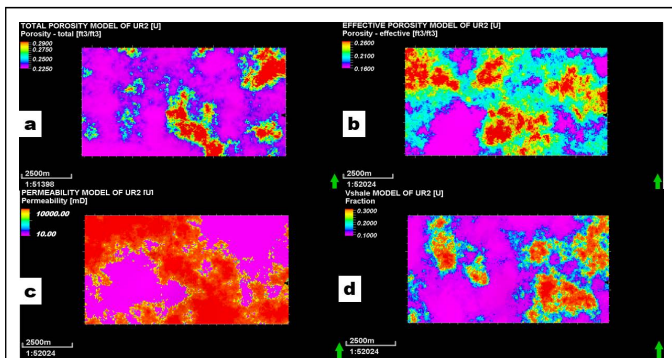 TOTAL POROSITY MODEL OF UR2 [U]
Porosity - total [ft3/ft3]
0.2900
0.2750
0.2500
0.2250
a
2500m
1:51398
EFFECTIVE POROSITY MODEL OF UR2 [U]
Porosity - effective [ft3/ft3]
0.2600
0.2100
0.1600
b
2500m
1:52024
PERMEABILITY MODEL OF UR2 [U]
Permeability [mD]
10000.00
10.00
c
2500m
1:52024
Vshale MODEL OF UR2 [U]
Fraction
0.3000
0.2000
0.1000
d
2500m
1:52024